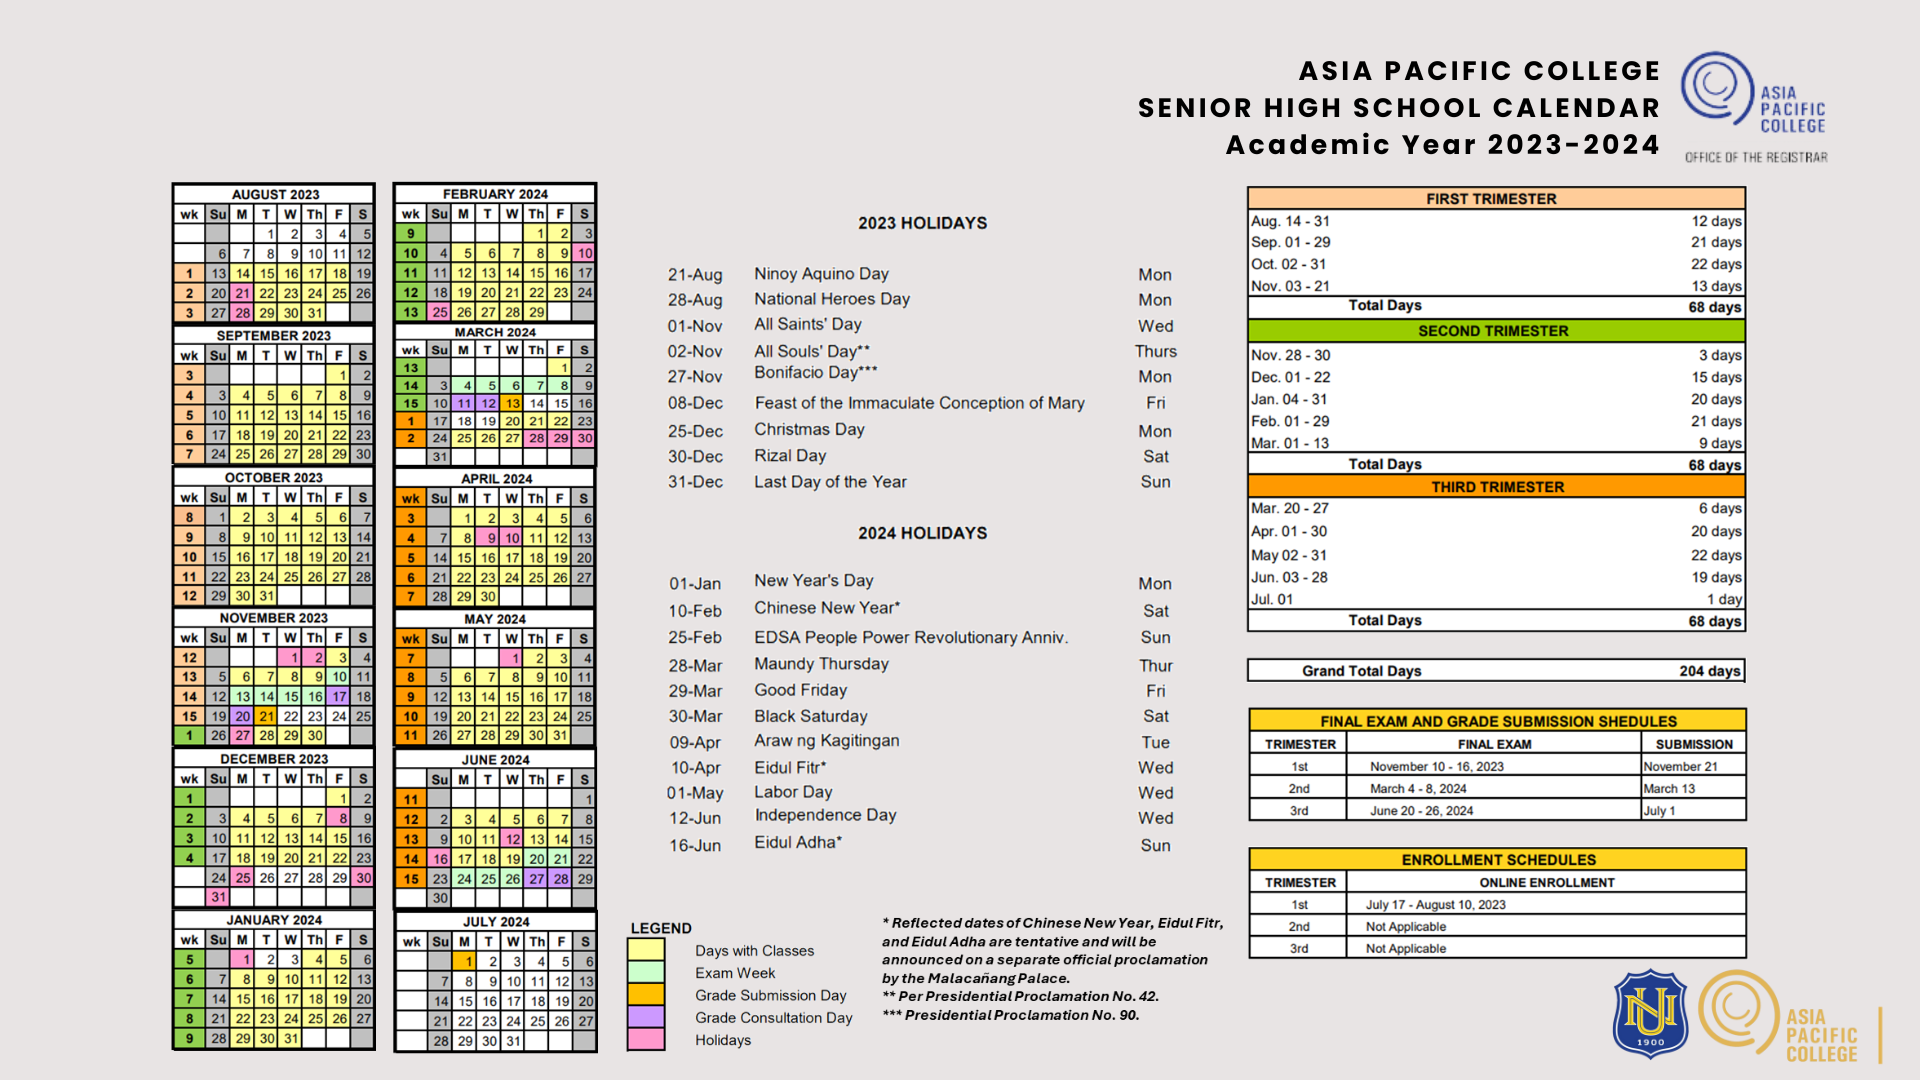 ASIA PACIFIC COLLEGE
SENIOR HIGH SCHOOL CALENDAR
Academic Year 2023-2024
ASIA
PACIFIC
COLLEGE
OFFICE OF THE REGISTRAR
AUGUST 2023
wk Su M T W Th F S
1 2 3 4 5
6 7 8 9 10 11 12
1 13 14 15 16 17 18 19
2 20 21 22 23 24 25 26
3 27 28 29 30 31
SEPTEMBER 2023
wk Su M T W Th F S
3 1 2
4 3 4 5 6 7 8 9
5 10 11 12 13 14 15 16
6 17 18 19 20 21 22 23
7 24 25 26 27 28 29 30
OCTOBER 2023
wk Su M T W Th F S
8 1 2 3 4 5 6 7
9 8 9 10 11 12 13 14
10 15 16 17 18 19 20 21
11 22 23 24 25 26 27 28
12 29 30 31
NOVEMBER 2023
wk Su M T W Th F S
12 1 2 3 4
13 5 6 7 8 9 10 11
14 12 13 14 15 16 17 18
15 19 20 21 22 23 24 25
1 26 27 28 29 30
DECEMBER 2023
wk Su M T W Th F S
1 1 2
2 3 4 5 6 7 8 9
3 10 11 12 13 14 15 16
4 17 18 19 20 21 22 23
24 25 26 27 28 29 30
31
JANUARY 2024
wk Su M T W Th F S
5 1 2 3 4 5 6
6 7 8 9 10 11 12 13
7 14 15 16 17 18 19 20
8 21 22 23 24 25 26 27
9 28 29 30 31
FEBRUARY 2024
wk Su M T W Th F S
9 1 2 3
10 4 5 6 7 8 9 10
11 11 12 13 14 15 16 17
12 18 19 20 21 22 23 24
13 25 26 27 28 29
MARCH 2024
wk Su M T W Th F S
13 1 2
14 3 4 5 6 7 8 9
15 10 11 12 13 14 15 16
1 17 18 19 20 21 22 23
2 24 25 26 27 28 29 30
31
APRIL 2024
wk Su M T W Th F S
3 1 2 3 4 5 6
4 7 8 9 10 11 12 13
5 14 15 16 17 18 19 20
6 21 22 23 24 25 26 27
7 28 29 30
MAY 2024
wk Su M T W Th F S
7 1 2 3 4
8 5 6 7 8 9 10 11
9 12 13 14 15 16 17 18
10 19 20 21 22 23 24 25
11 26 27 28 29 30 31
JUNE 2024
Su M T W Th F S
11 1
12 2 3 4 5 6 7 8
13 9 10 11 12 13 14 15
14 16 17 18 19 20 21 22
15 23 24 25 26 27 28 29
30
JULY 2024
wk Su M T W Th F S
1 2 3 4 5 6
7 8 9 10 11 12 13
14 15 16 17 18 19 20
21 22 23 24 25 26 27
28 29 30 31
2023 HOLIDAYS
21-Aug Ninoy Aquino Day Mon
28-Aug National Heroes Day Mon
01-Nov All Saints' Day Wed
02-Nov All Souls' Day** Thurs
27-Nov Bonifacio Day*** Mon
08-Dec Feast of the Immaculate Conception of Mary Fri
25-Dec Christmas Day Mon
30-Dec Rizal Day Sat
31-Dec Last Day of the Year Sun
2024 HOLIDAYS
01-Jan New Year's Day Mon
10-Feb Chinese New Year* Sat
25-Feb EDSA People Power Revolutionary Anniv. Sun
28-Mar Maundy Thursday Thur
29-Mar Good Friday Fri
30-Mar Black Saturday Sat
09-Apr Araw ng Kagitingan Tue
10-Apr Eidul Fitr* Wed
01-May Labor Day Wed
12-Jun Independence Day Wed
16-Jun Eidul Adha* Sun
LEGEND
Days with Classes
Exam Week
Grade Submission Day
Grade Consultation Day
Holidays
* Reflected dates of Chinese New Year, Eidul Fitr,
and Eidul Adha are tentative and will be
announced on a separate official proclamation
by the Malacañang Palace.
** Per Presidential Proclamation No. 42.
*** Presidential Proclamation No. 90.
FIRST TRIMESTER
Aug. 14 - 31 12 days
Sep. 01 - 29 21 days
Oct. 02 - 31 22 days
Nov. 03 - 21 13 days
Total Days 68 days
SECOND TRIMESTER
Nov. 28 - 30 3 days
Dec. 01 - 22 15 days
Jan. 04 - 31 20 days
Feb. 01 - 29 21 days
Mar. 01 - 13 9 days
Total Days 68 days
THIRD TRIMESTER
Mar. 20 - 27 6 days
Apr. 01 - 30 20 days
May 02 - 31 22 days
Jun. 03 - 28 19 days
Jul. 01 1 day
Total Days 68 days
Grand Total Days 204 days
FINAL EXAM AND GRADE SUBMISSION SHEDULES
TRIMESTER FINAL EXAM SUBMISSION
1st November 10 - 16, 2023 November 21
2nd March 4 - 8, 2024 March 13
3rd June 20 - 26, 2024 July 1
ENROLLMENT SCHEDULES
TRIMESTER ONLINE ENROLLMENT
1st July 17 - August 10, 2023
2nd Not Applicable
3rd Not Applicable
NU
1900
ASIA
PACIFIC
COLLEGE